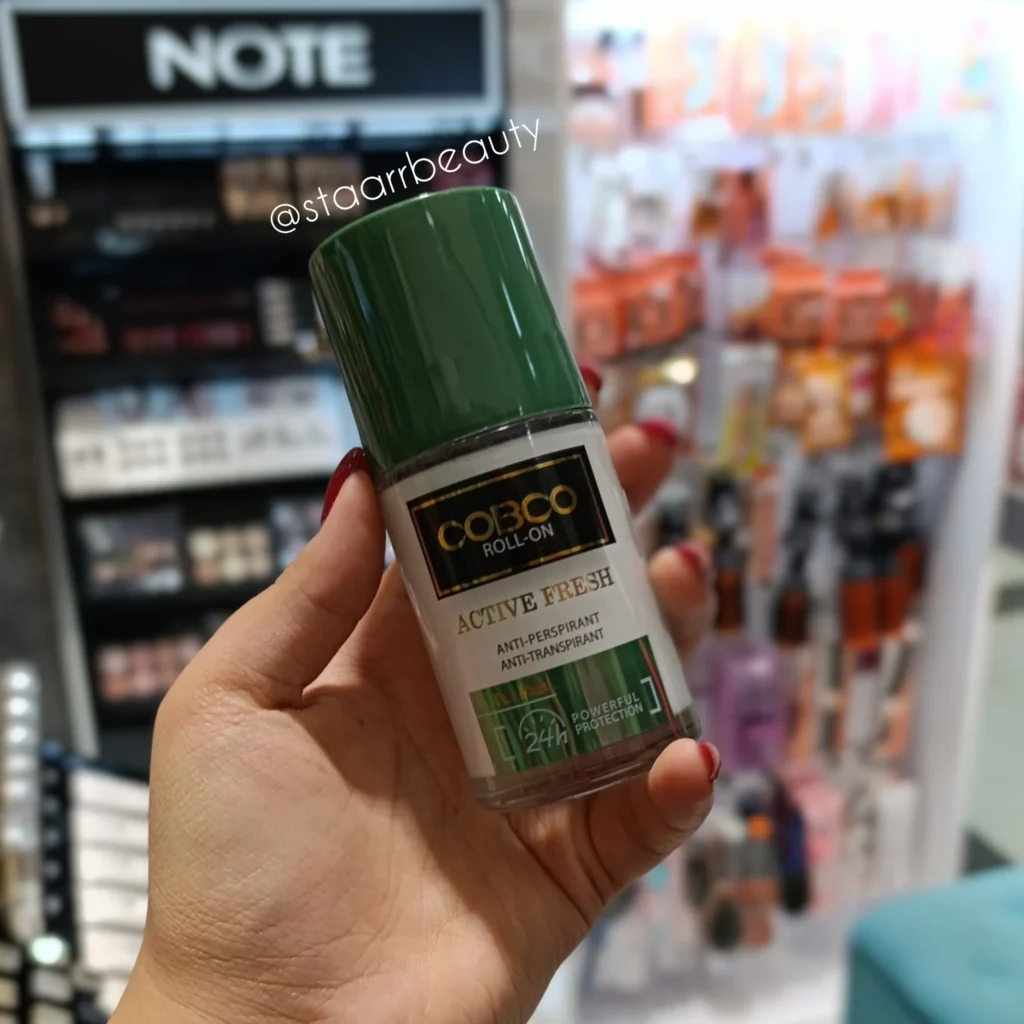 NOTE
@staarrbeauty
COBCO
ROLL-ON
ACTIVE FRESH
ANTI-PERSPIRANT
ANTI-TRANSPIRANT
24h
POWERFUL
PROTECTION